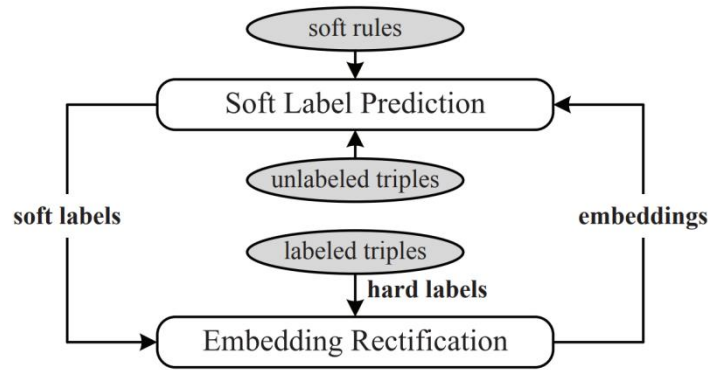 soft rules
Soft Label Prediction
unlabeled triples
soft labels
embeddings
labeled triples
hard labels
Embedding Rectification